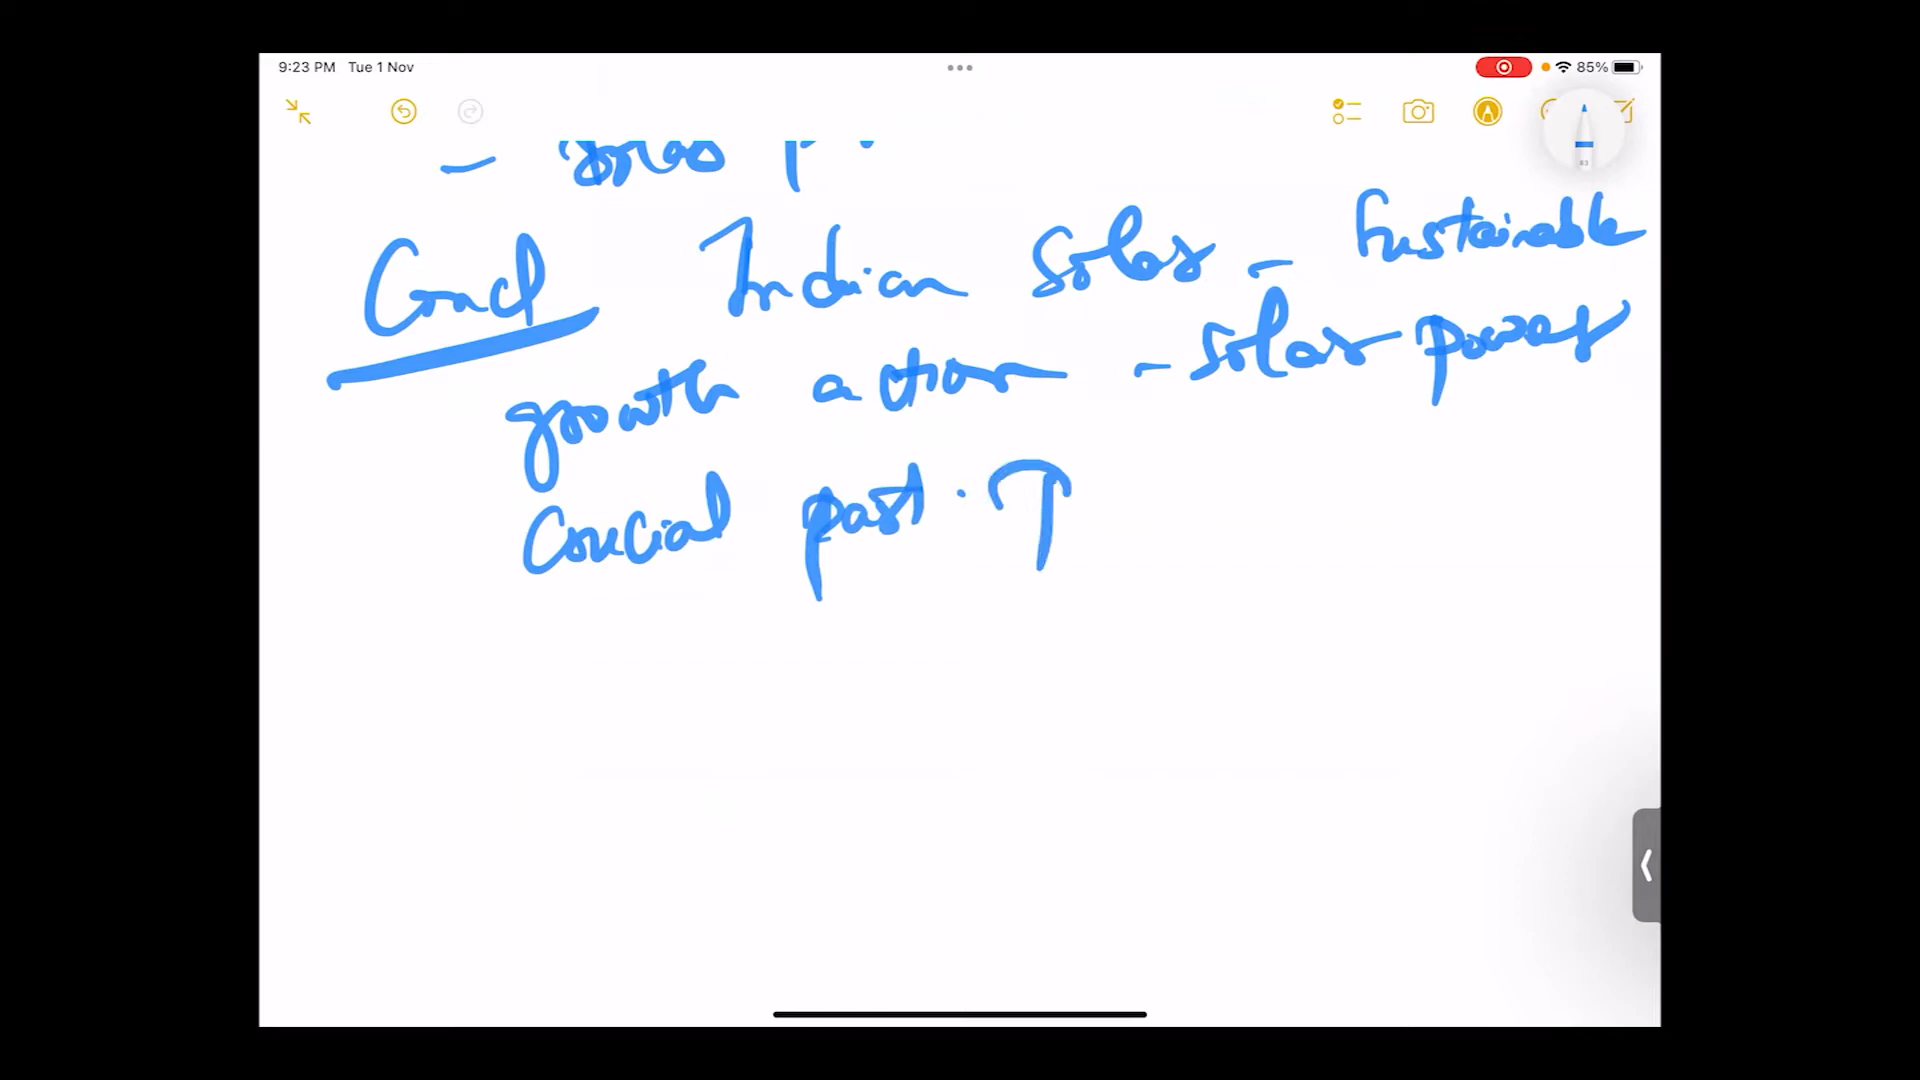 9:23 PM Tue 1 Nov
85%
Concl Indian Solar - Sustainable
growth action - Solar power
Crucial part.